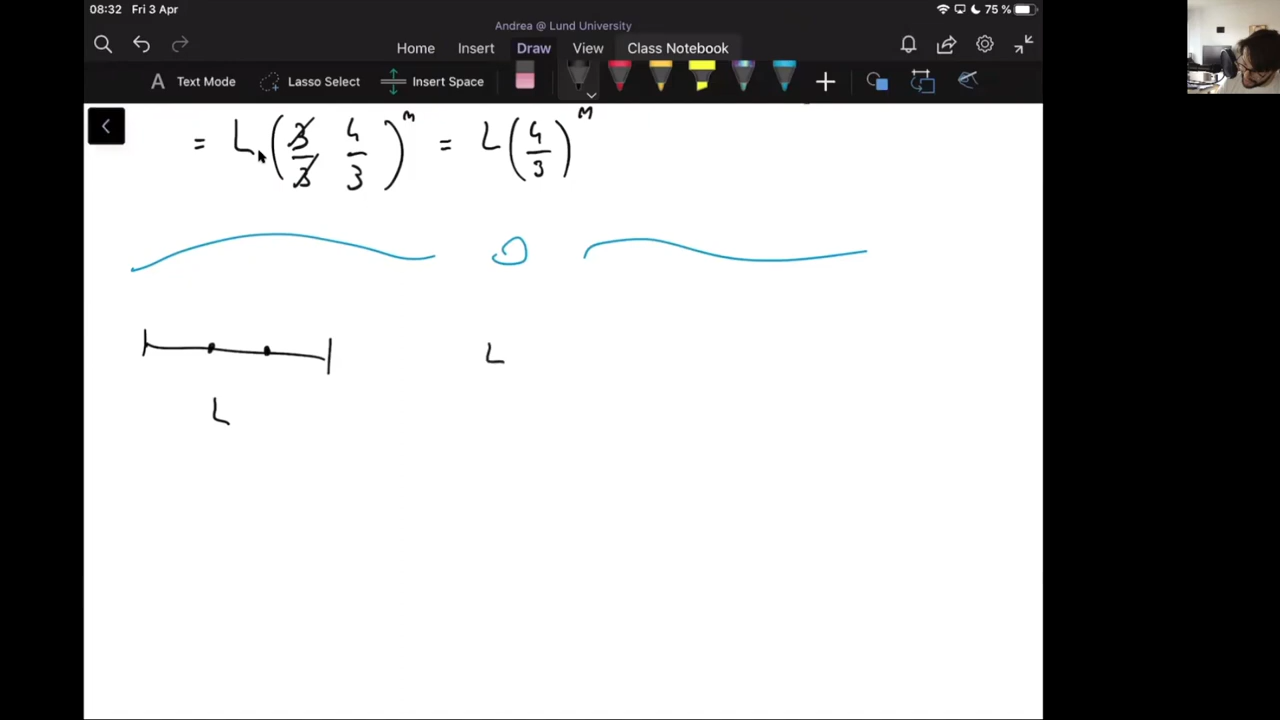 08:32 Fri 3 Apr 75 %
Andrea @ Lund University
Home Insert Draw View Class Notebook
A Text Mode Lasso Select Insert Space
= L · (3/3 4/3)^m = L (4/3)^m
L
L